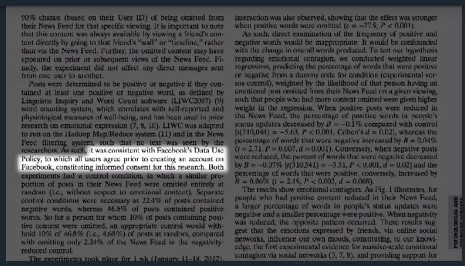 90% chance (based on their User ID) of being omitted from
their News Feed for that specific viewing. It is important to note
that this content was always available by viewing a friend's con-
tent directly by going to that friend's "wall" or "timeline," rather
than via the News Feed. Further, the omitted content may have
appeared on prior or subsequent views of the News Feed. Fi-
nally, the experiment did not affect any direct messages sent
from one user to another.
Posts were determined to be positive or negative if they con-
tained at least one positive or negative word, as defined by
Linguistic Inquiry and Word Count software (LIWC2007) (9)
word counting system, which correlates with self-reported and
physiological measures of well-being, and has been used in prior
research on emotional expression (7, 8, 10). LIWC was adapted
to run on the Hadoop Map/Reduce system (11) and in the News
Feed filtering system, such that no text was seen by the
researchers. As such, it was consistent with Facebook's Data Use
Policy, to which all users agree prior to creating an account on
Facebook, constituting informed consent for this research. Both
experiments had a control condition, in which a similar pro-
portion of posts in their News Feed were omitted entirely at
random (i.e., without respect to emotional content). Separate
control conditions were necessary as 22.4% of posts contained
negative words, whereas 46.8% of posts contained positive
words. So for a person for whom 10% of posts containing posi-
tive content were omitted, an appropriate control would with-
hold 10% of 46.8% (i.e., 4.68%) of posts at random, compared
with omitting only 2.24% of the News Feed in the negativity-
reduced control.
The experiments took place for 1 wk (January 11–18, 2012).
interaction was also observed, showing that the effect was stronger
when positive words were omitted (z = −77.9, P < 0.001).
As such, direct examination of the frequency of positive and
negative words would be inappropriate: It would be confounded
with the change in overall words produced. To test our hypothesis
regarding emotional contagion, we conducted weighted linear
regressions, predicting the percentage of words that were positive
or negative from a dummy code for condition (experimental ver-
sus control), weighted by the likelihood of that person having an
emotional post omitted from their News Feed on a given viewing,
such that people who had more content omitted were given higher
weight in the regression. When positive posts were reduced in
the News Feed, the percentage of positive words in people's
status updates decreased by B = −0.1% compared with control
[t(310,044) = −5.63, P < 0.001, Cohen's d = 0.02], whereas the
percentage of words that were negative increased by B = 0.04%
(t = 2.71, P = 0.007, d = 0.001). Conversely, when negative posts
were reduced, the percent of words that were negative decreased
by B = −0.07% [t(310,541) = −5.51, P < 0.001, d = 0.02] and the
percentage of words that were positive, conversely, increased by
B = 0.06% (t = 2.19, P < 0.003, d = 0.008).
The results show emotional contagion. As Fig. 1 illustrates, for
people who had positive content reduced in their News Feed,
a larger percentage of words in people's status updates were
negative and a smaller percentage were positive. When negativity
was reduced, the opposite pattern occurred. These results sug-
gest that the emotions expressed by friends, via online social
networks, influence our own moods, constituting, to our knowl-
edge, the first experimental evidence for massive-scale emotional
contagion via social networks (3, 7, 8), and providing support for